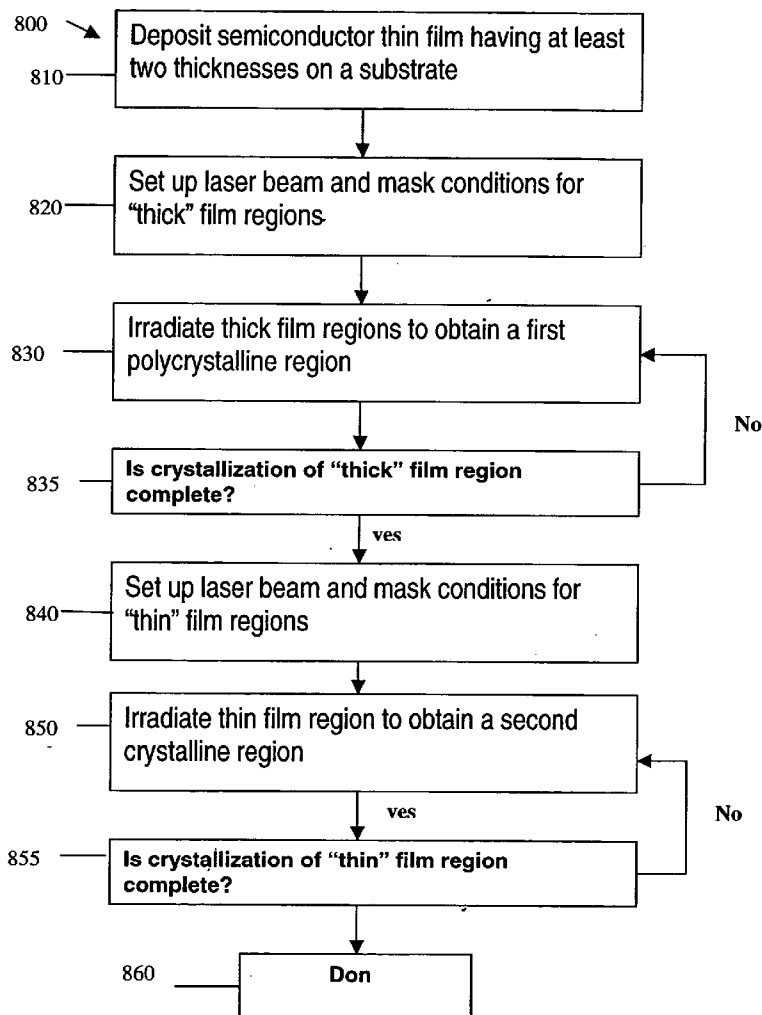 800
Deposit semiconductor thin film having at least
two thicknesses on a substrate
810
Set up laser beam and mask conditions for
"thick" film regions
820
Irradiate thick film regions to obtain a first
polycrystalline region
830
No
Is crystallization of "thick" film region
complete?
835
ves
Set up laser beam and mask conditions for
"thin" film regions
840
Irradiate thin film region to obtain a second
crystalline region
850
ves
No
Is crystallization of "thin" film region
complete?
855
860
Don